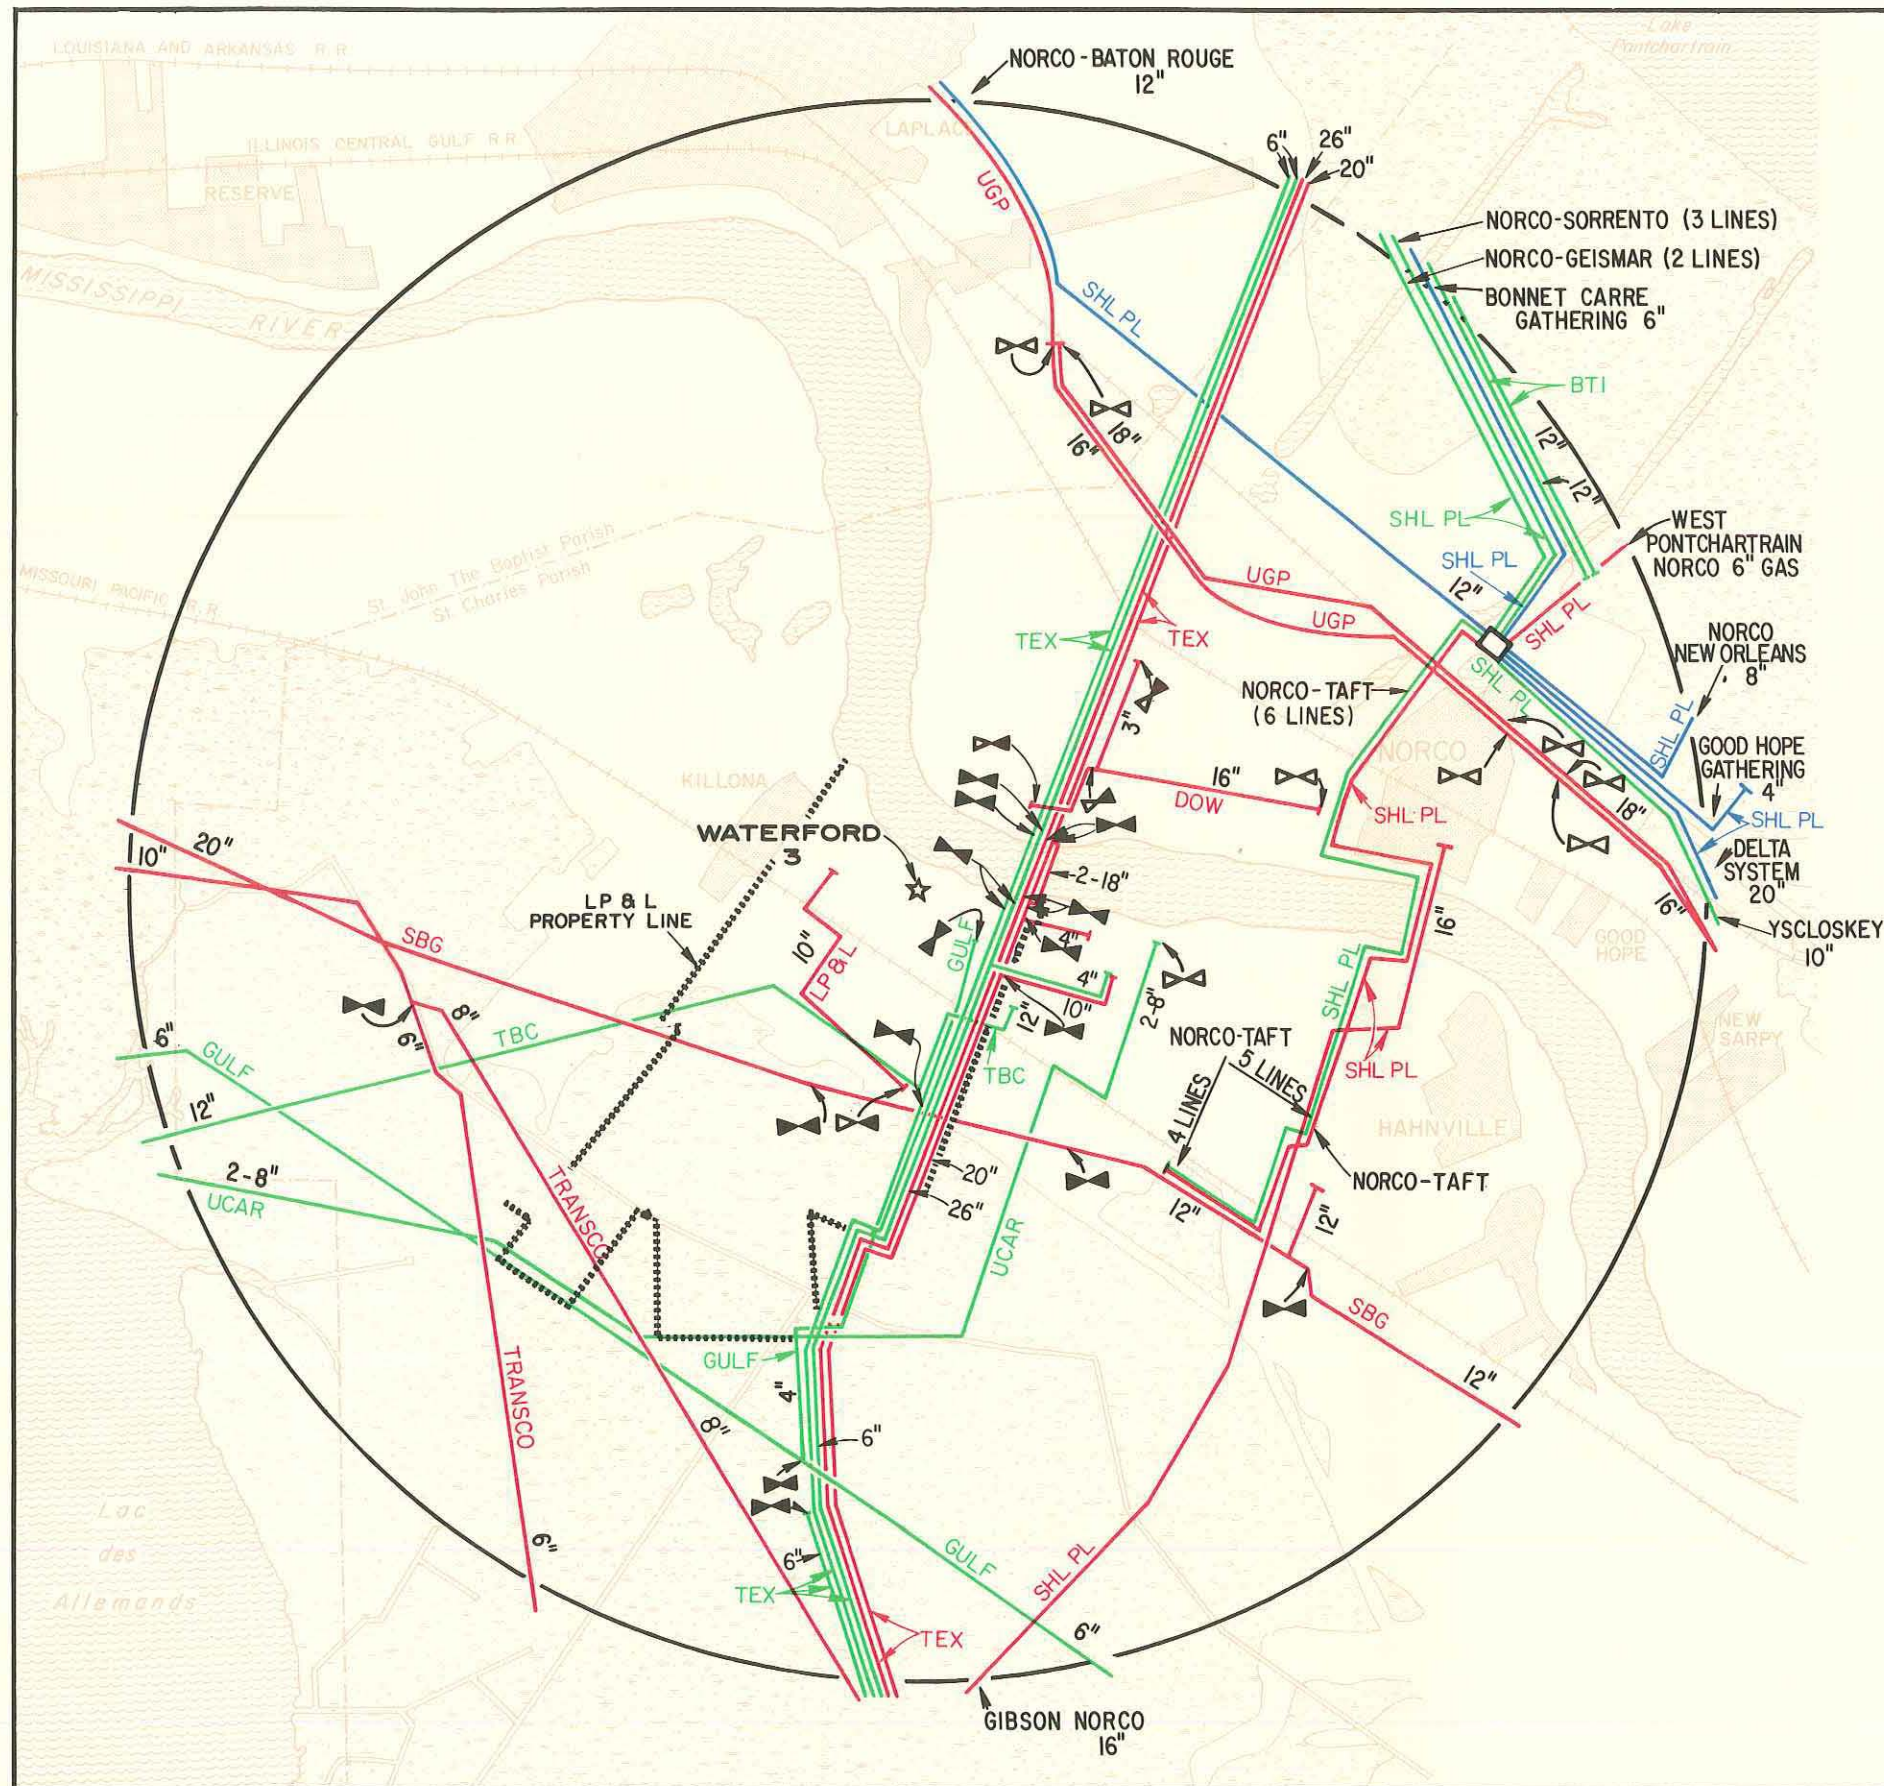 LOUISIANA AND ARKANSAS R.R.
Lake
Pontchartrain
NORCO-BATON ROUGE
12"
ILLINOIS CENTRAL GULF R.R.
LAPLACE
RESERVE
UGP
6"
26"
20"
NORCO-SORRENTO (3 LINES)
NORCO-GEISMAR (2 LINES)
BONNET CARRE
GATHERING 6"
MISSISSIPPI
RIVER
SHL PL
BTI
18"
16"
12"
12"
SHL PL
WEST
PONTCHARTRAIN
NORCO 6" GAS
SHL PL
12"
MISSOURI PACIFIC R.R.
St. John The Baptist Parish
St. Charles Parish
UGP
UGP
SHL PL
TEX
TEX
NORCO
NEW ORLEANS
8"
SHL PL
NORCO-TAFT
(6 LINES)
3"
SHL PL
NORCO
GOOD HOPE
GATHERING
4"
KILLONA
16"
DOW
SHL PL
18"
SHL PL
WATERFORD
3
20"
10"
DELTA
SYSTEM
20"
2-18"
LP & L
PROPERTY LINE
SBG
10"
LP&L
GULF
4"
16"
16"
GOOD
HOPE
YSCLOSKEY
10"
4"
10"
2-8"
SHL PL
12"
8"
6"
6"
GULF
TBC
TBC
NORCO-TAFT
4 LINES
5 LINES
SHL PL
NEW
SARPY
12"
HAHNVILLE
2-8"
UCAR
TRANSCO
20"
26"
UCAR
12"
NORCO-TAFT
12"
SBG
GULF
12"
TRANSCO
4"
8"
6"
Lac
des
Allemands
6"
6"
TEX
GULF
SHL PL
TEX
6"
GIBSON NORCO
16"